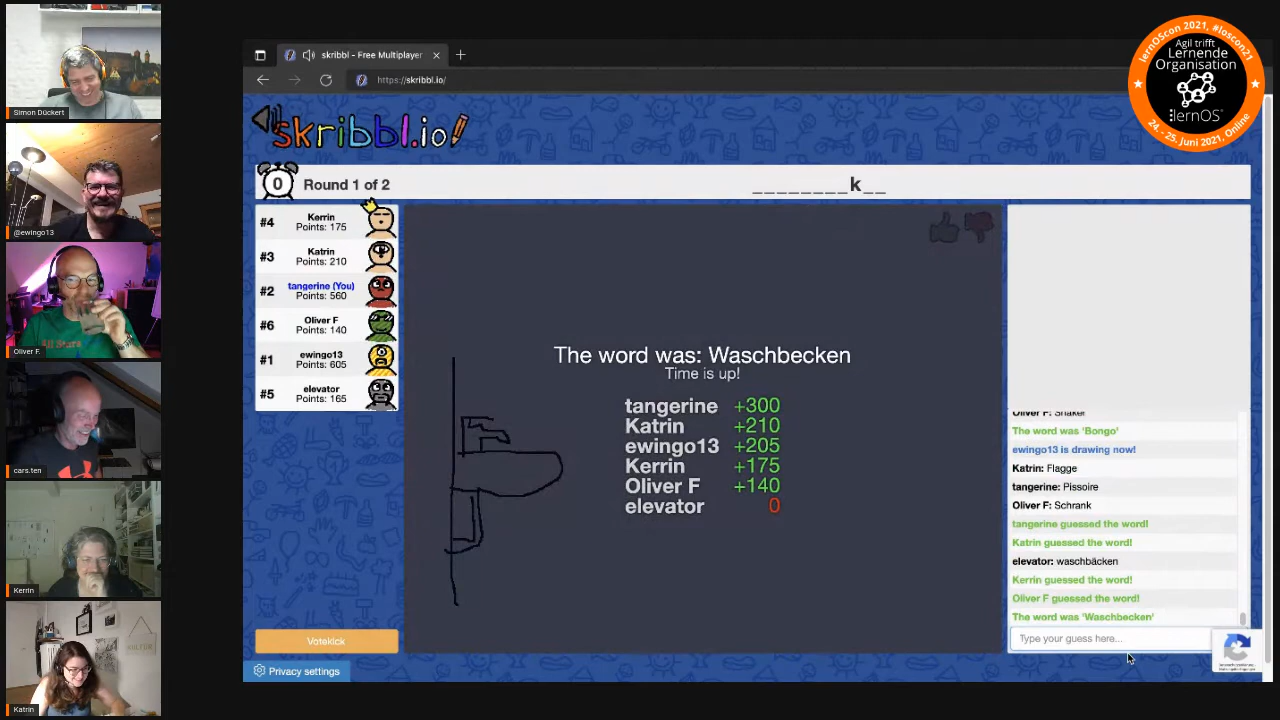 Simon Dückert
@ewingo13
Oliver F.
cars.ten
Kerrin
Katrin
skribbl - Free Multiplayer
https://skribbl.io/
lernOScon 2021, #loscon21
Agil trifft
Lernende
Organisation
lernOS
24. - 25. Juni 2021, Online
skribbl.io
0
Round 1 of 2
________k__
#4
Kerrin
Points: 175
#3
Katrin
Points: 210
#2
tangerine (You)
Points: 560
#6
Oliver F
Points: 140
#1
ewingo13
Points: 605
#5
elevator
Points: 165
The word was: Waschbecken
Time is up!
tangerine +300
Katrin +210
ewingo13 +205
Kerrin +175
Oliver F +140
elevator 0
Oliver F: Shaker
The word was 'Bongo'
ewingo13 is drawing now!
Katrin: Flagge
tangerine: Pissoire
Oliver F: Schrank
tangerine guessed the word!
Katrin guessed the word!
elevator: waschbäcken
Kerrin guessed the word!
Oliver F guessed the word!
The word was 'Waschbecken'
Type your guess here...
Votekick
Privacy settings